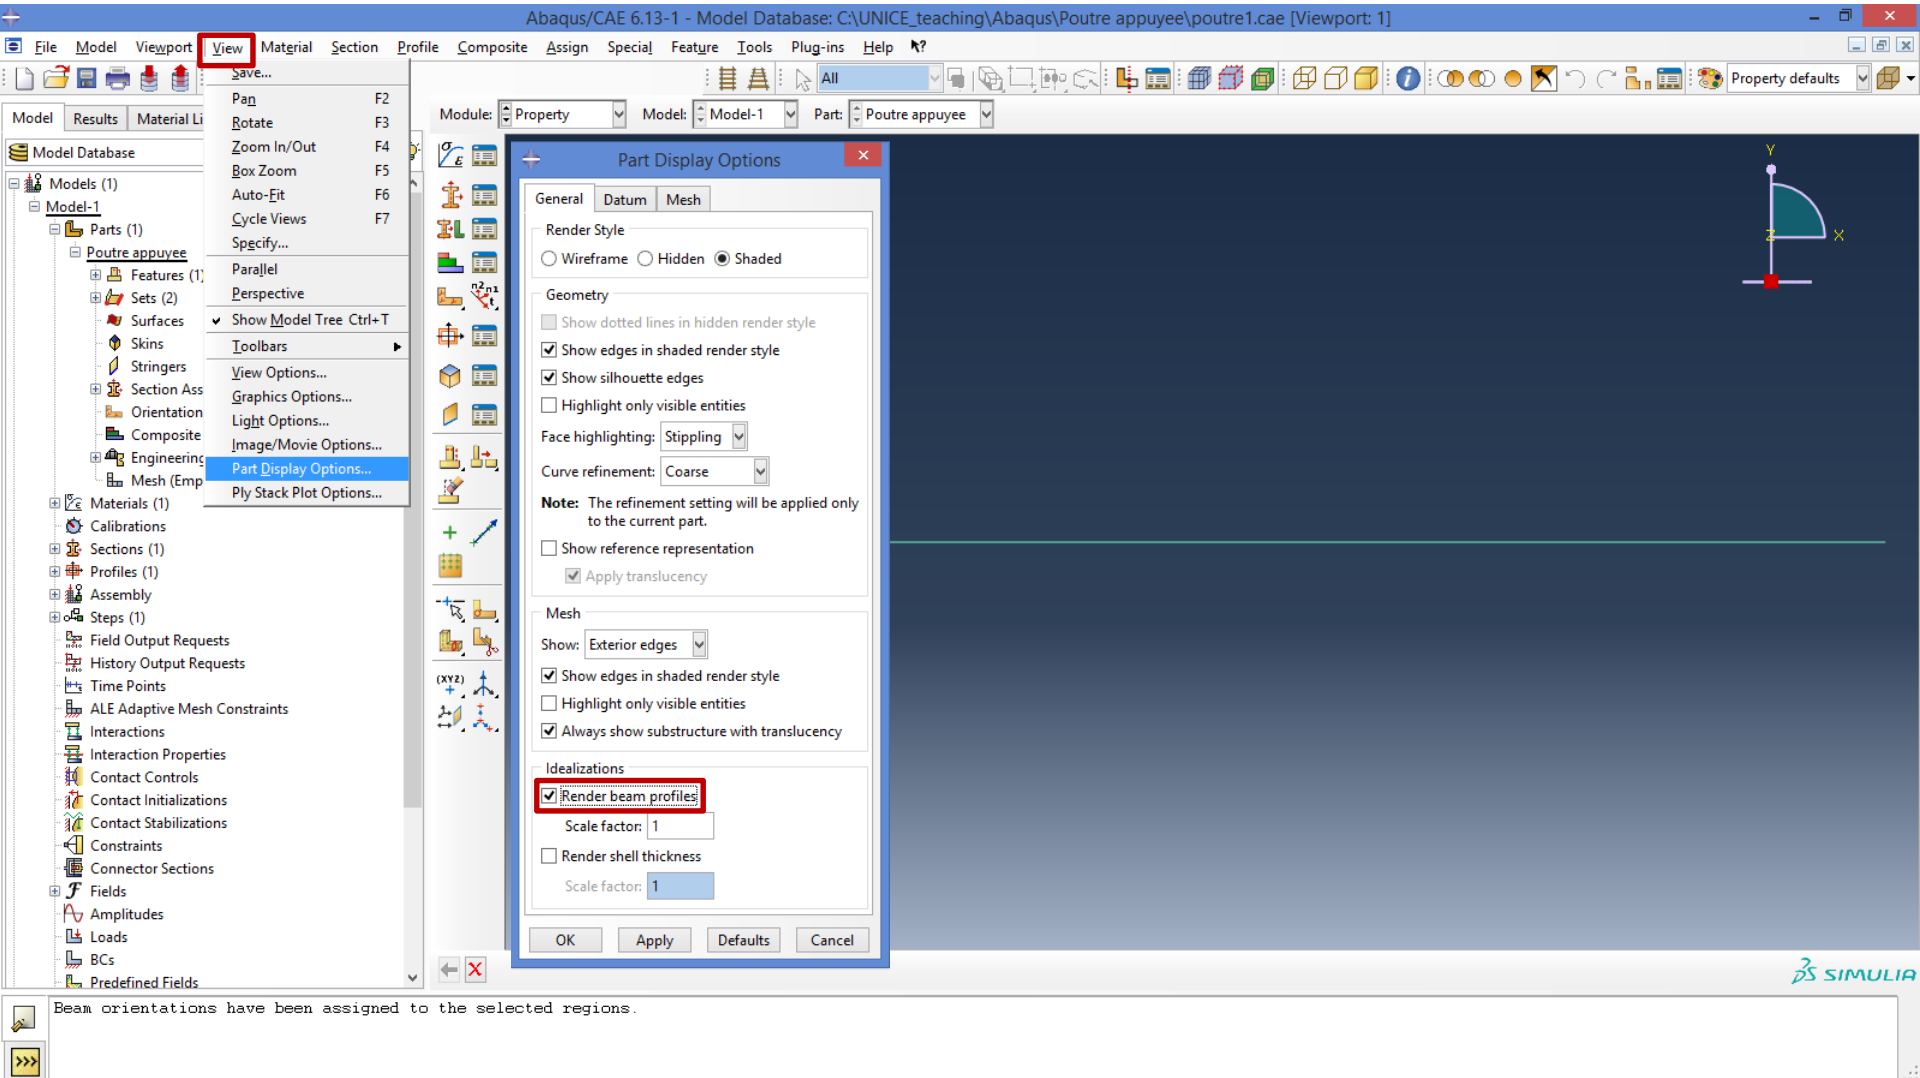 Abaqus/CAE 6.13-1 - Model Database: C:\UNICE_teaching\Abaqus\Poutre appuyee\poutre1.cae [Viewport: 1]
File Model Viewport View Material Section Profile Composite Assign Special Feature Tools Plug-ins Help
All
Property defaults
Model Results Material Li
Module: Property Model: Model-1 Part: Poutre appuyee
Model Database
Models (1)
Model-1
Parts (1)
Poutre appuyee
Features (1)
Sets (2)
Surfaces
Skins
Stringers
Section Ass
Orientation
Composite
Engineering
Mesh (Emp
Materials (1)
Calibrations
Sections (1)
Profiles (1)
Assembly
Steps (1)
Field Output Requests
History Output Requests
Time Points
ALE Adaptive Mesh Constraints
Interactions
Interaction Properties
Contact Controls
Contact Initializations
Contact Stabilizations
Constraints
Connector Sections
Fields
Amplitudes
Loads
BCs
Predefined Fields
Save...
Pan F2
Rotate F3
Zoom In/Out F4
Box Zoom F5
Auto-Fit F6
Cycle Views F7
Specify...
Parallel
Perspective
Show Model Tree Ctrl+T
Toolbars
View Options...
Graphics Options...
Light Options...
Image/Movie Options...
Part Display Options...
Ply Stack Plot Options...
n2 n1
t
(XYZ)
Part Display Options
General Datum Mesh
Render Style
Wireframe Hidden Shaded
Geometry
Show dotted lines in hidden render style
Show edges in shaded render style
Show silhouette edges
Highlight only visible entities
Face highlighting: Stippling
Curve refinement: Coarse
Note: The refinement setting will be applied only
to the current part.
Show reference representation
Apply translucency
Mesh
Show: Exterior edges
Show edges in shaded render style
Highlight only visible entities
Always show substructure with translucency
Idealizations
Render beam profiles
Scale factor: 1
Render shell thickness
Scale factor: 1
OK Apply Defaults Cancel
Y
Z X
SIMULIA
Beam orientations have been assigned to the selected regions.
>>>